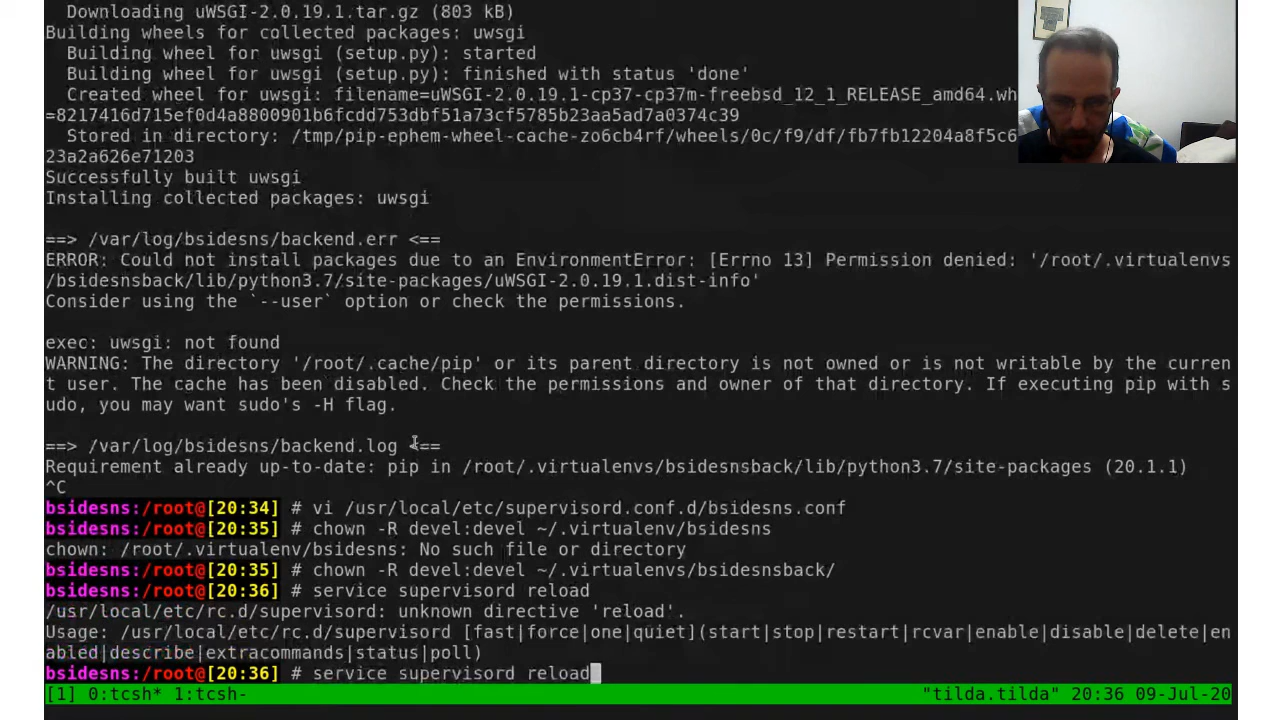 Downloading uWSGI-2.0.19.1.tar.gz (803 kB)
Building wheels for collected packages: uwsgi
Building wheel for uwsgi (setup.py): started
Building wheel for uwsgi (setup.py): finished with status 'done'
Created wheel for uwsgi: filename=uWSGI-2.0.19.1-cp37-cp37m-freebsd_12_1_RELEASE_amd64.wh
=8217416d715ef0d4a8800901b6fcdd753dbf51a73cf5785b23aa5ad7a0374c39
Stored in directory: /tmp/pip-ephem-wheel-cache-zo6cb4rf/wheels/0c/f9/df/fb7fb12204a8f5c6
23a2a626e71203
Successfully built uwsgi
Installing collected packages: uwsgi
==> /var/log/bsidesns/backend.err <==
ERROR: Could not install packages due to an EnvironmentError: [Errno 13] Permission denied: '/root/.virtualenvs
/bsidesnsback/lib/python3.7/site-packages/uWSGI-2.0.19.1.dist-info'
Consider using the `--user` option or check the permissions.
exec: uwsgi: not found
WARNING: The directory '/root/.cache/pip' or its parent directory is not owned or is not writable by the curren
t user. The cache has been disabled. Check the permissions and owner of that directory. If executing pip with s
udo, you may want sudo's -H flag.
==> /var/log/bsidesns/backend.log <==
Requirement already up-to-date: pip in /root/.virtualenvs/bsidesnsback/lib/python3.7/site-packages (20.1.1)
^C
bsidesns:/root@[20:34] # vi /usr/local/etc/supervisord.conf.d/bsidesns.conf
bsidesns:/root@[20:35] # chown -R devel:devel ~/.virtualenv/bsidesns
chown: /root/.virtualenv/bsidesns: No such file or directory
bsidesns:/root@[20:35] # chown -R devel:devel ~/.virtualenvs/bsidesnsback/
bsidesns:/root@[20:36] # service supervisord reload
/usr/local/etc/rc.d/supervisord: unknown directive 'reload'.
Usage: /usr/local/etc/rc.d/supervisord [fast|force|one|quiet](start|stop|restart|rcvar|enable|disable|delete|en
abled|describe|extracommands|status|poll)
bsidesns:/root@[20:36] # service supervisord reload
[1] 0:tcsh* 1:tcsh- "tilda.tilda" 20:36 09-Jul-20